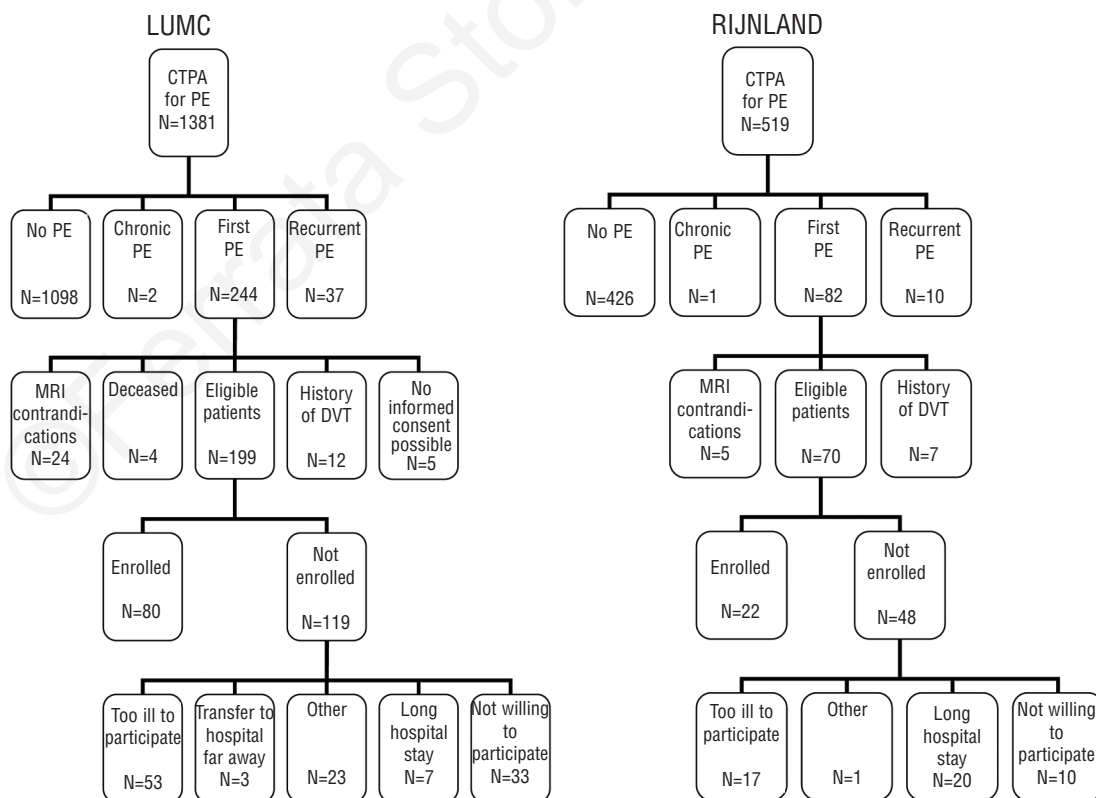 LUMC
CTPA
for PE
N=1381
No PE
N=1098
Chronic
PE
N=2
First
PE
N=244
Recurrent
PE
N=37
MRI
contrandi-
cations
N=24
Deceased
N=4
Eligible
patients
N=199
History
of DVT
N=12
No
informed
consent
possible
N=5
Enrolled
N=80
Not
enrolled
N=119
Too ill to
participate
N=53
Transfer to
hospital
far away
N=3
Other
N=23
Long
hospital
stay
N=7
Not willing
to
participate
N=33
RIJNLAND
CTPA
for PE
N=519
No PE
N=426
Chronic
PE
N=1
First
PE
N=82
Recurrent
PE
N=10
MRI
contrandi-
cations
N=5
Eligible
patients
N=70
History
of DVT
N=7
Enrolled
N=22
Not
enrolled
N=48
Too ill to
participate
N=17
Other
N=1
Long
hospital
stay
N=20
Not willing
to
participate
N=10
©Ferrata Sto